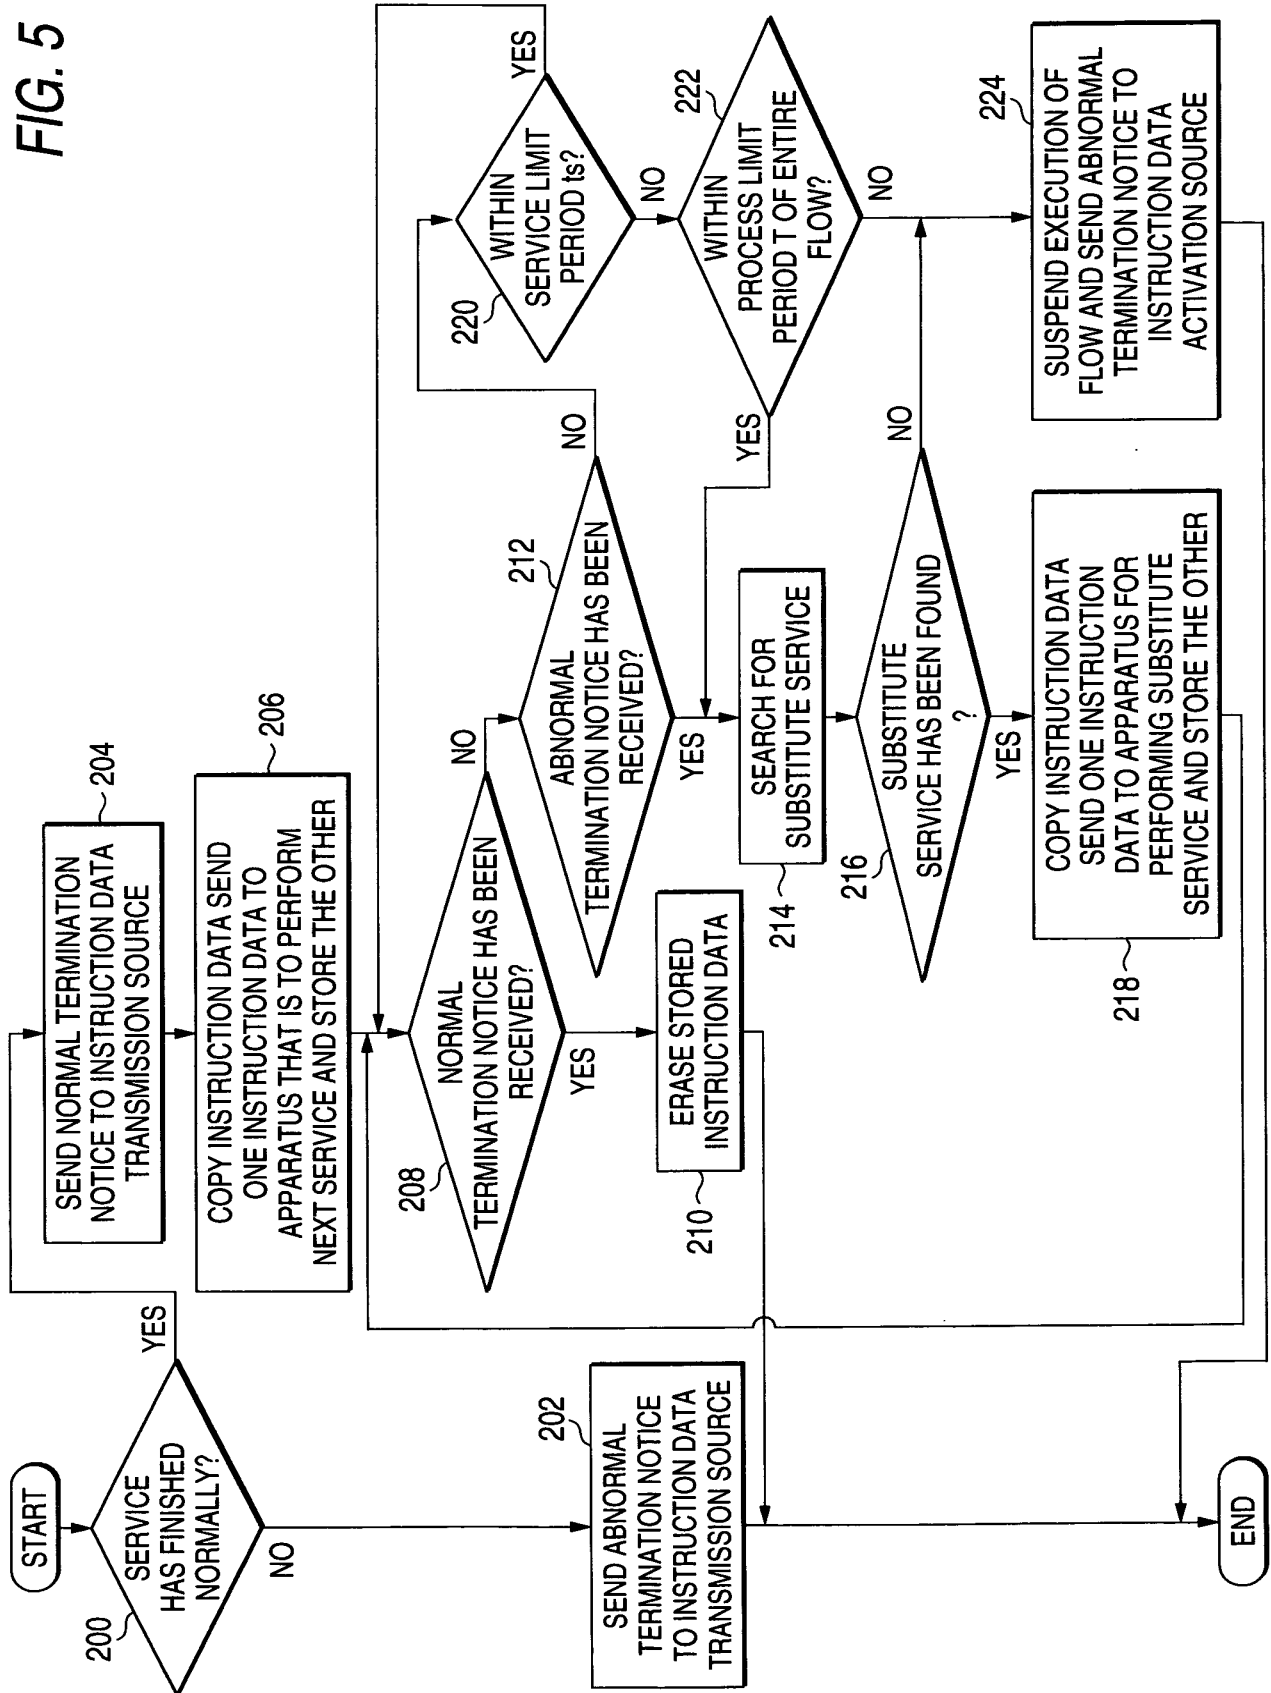 FIG. 5
START
200
SERVICE
HAS FINISHED
NORMALLY?
YES
NO
202
SEND ABNORMAL
TERMINATION NOTICE
TO INSTRUCTION DATA
TRANSMISSION SOURCE
END
204
SEND NORMAL TERMINATION
NOTICE TO INSTRUCTION DATA
TRANSMISSION SOURCE
206
COPY INSTRUCTION DATA SEND
ONE INSTRUCTION DATA TO
APPARATUS THAT IS TO PERFORM
NEXT SERVICE AND STORE THE OTHER
208
NORMAL
TERMINATION NOTICE HAS BEEN
RECEIVED?
NO
YES
210
ERASE STORED
INSTRUCTION DATA
212
ABNORMAL
TERMINATION NOTICE HAS BEEN
RECEIVED?
NO
YES
214
SEARCH FOR
SUBSTITUTE SERVICE
216
SUBSTITUTE
SERVICE HAS BEEN FOUND
?
NO
YES
218
COPY INSTRUCTION DATA
SEND ONE INSTRUCTION
DATA TO APPARATUS FOR
PERFORMING SUBSTITUTE
SERVICE AND STORE THE OTHER
220
WITHIN
SERVICE LIMIT
PERIOD ts?
YES
NO
222
WITHIN
PROCESS LIMIT
PERIOD T OF ENTIRE
FLOW?
YES
NO
224
SUSPEND EXECUTION OF
FLOW AND SEND ABNORMAL
TERMINATION NOTICE TO
INSTRUCTION DATA
ACTIVATION SOURCE